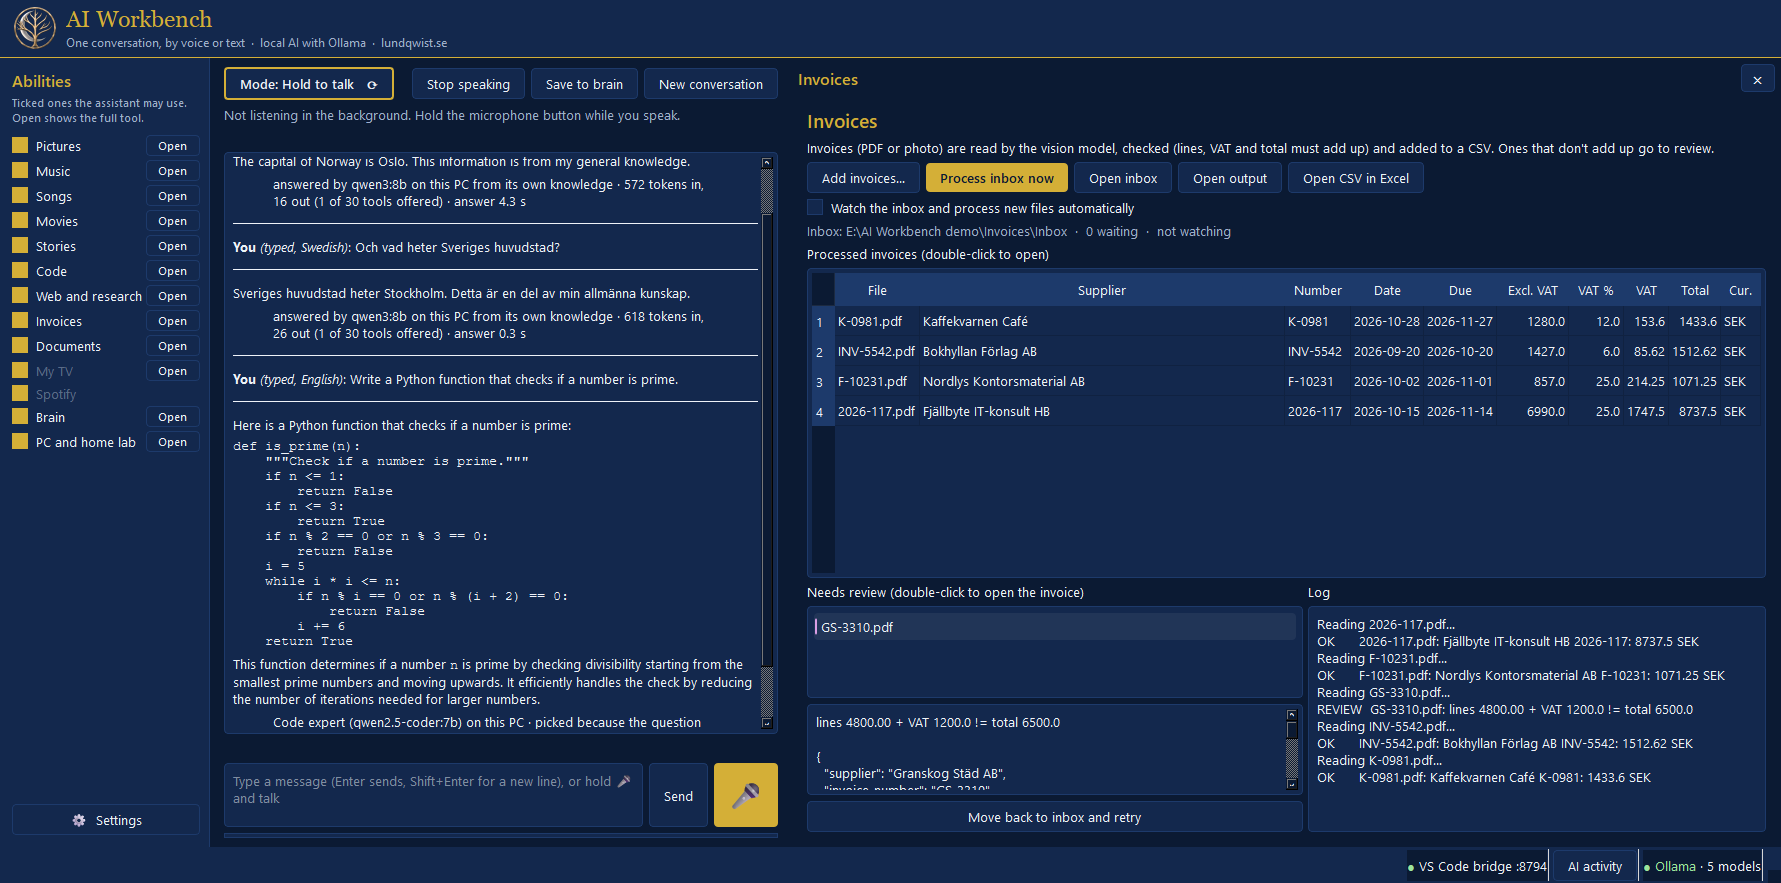 AI Workbench
One conversation, by voice or text · local AI with Ollama · lundqwist.se
Abilities
Ticked ones the assistant may use.
Open shows the full tool.
Pictures Open
Music Open
Songs Open
Movies Open
Stories Open
Code Open
Web and research Open
Invoices Open
Documents Open
My TV Open
Spotify
Brain Open
PC and home lab Open
Settings
Mode: Hold to talk
Stop speaking
Save to brain
New conversation
Not listening in the background. Hold the microphone button while you speak.
The capital of Norway is Oslo. This information is from my general knowledge.
answered by qwen3:8b on this PC from its own knowledge · 572 tokens in,
16 out (1 of 30 tools offered) · answer 4.3 s
You (typed, Swedish): Och vad heter Sveriges huvudstad?
Sveriges huvudstad heter Stockholm. Detta är en del av min allmänna kunskap.
answered by qwen3:8b on this PC from its own knowledge · 618 tokens in,
26 out (1 of 30 tools offered) · answer 0.3 s
You (typed, English): Write a Python function that checks if a number is prime.
Here is a Python function that checks if a number is prime:
def is_prime(n):
    """Check if a number is prime."""
    if n <= 1:
        return False
    if n <= 3:
        return True
    if n % 2 == 0 or n % 3 == 0:
        return False
    i = 5
    while i * i <= n:
        if n % i == 0 or n % (i + 2) == 0:
            return False
        i += 6
    return True
This function determines if a number n is prime by checking divisibility starting from the
smallest prime numbers and moving upwards. It efficiently handles the check by reducing
the number of iterations needed for larger numbers.
Code expert (qwen2.5-coder:7b) on this PC · picked because the question
Type a message (Enter sends, Shift+Enter for a new line), or hold 🎤
and talk
Send
Invoices
×
Invoices
Invoices (PDF or photo) are read by the vision model, checked (lines, VAT and total must add up) and added to a CSV. Ones that don't add up go to review.
Add invoices...
Process inbox now
Open inbox
Open output
Open CSV in Excel
Watch the inbox and process new files automatically
Inbox: E:\AI Workbench demo\Invoices\Inbox · 0 waiting · not watching
Processed invoices (double-click to open)
File Supplier Number Date Due Excl. VAT VAT % VAT Total Cur.
1 K-0981.pdf Kaffekvarnen Café K-0981 2026-10-28 2026-11-27 1280.0 12.0 153.6 1433.6 SEK
2 INV-5542.pdf Bokhyllan Förlag AB INV-5542 2026-09-20 2026-10-20 1427.0 6.0 85.62 1512.62 SEK
3 F-10231.pdf Nordlys Kontorsmaterial AB F-10231 2026-10-02 2026-11-01 857.0 25.0 214.25 1071.25 SEK
4 2026-117.pdf Fjällbyte IT-konsult HB 2026-117 2026-10-15 2026-11-14 6990.0 25.0 1747.5 8737.5 SEK
Needs review (double-click to open the invoice)
GS-3310.pdf
lines 4800.00 + VAT 1200.0 != total 6500.0
{
"supplier": "Granskog Städ AB",
"invoice_number": "GS-3310"
Move back to inbox and retry
Log
Reading 2026-117.pdf...
OK 2026-117.pdf: Fjällbyte IT-konsult HB 2026-117: 8737.5 SEK
Reading F-10231.pdf...
OK F-10231.pdf: Nordlys Kontorsmaterial AB F-10231: 1071.25 SEK
Reading GS-3310.pdf...
REVIEW GS-3310.pdf: lines 4800.00 + VAT 1200.0 != total 6500.0
Reading INV-5542.pdf...
OK INV-5542.pdf: Bokhyllan Förlag AB INV-5542: 1512.62 SEK
Reading K-0981.pdf...
OK K-0981.pdf: Kaffekvarnen Café K-0981: 1433.6 SEK
● VS Code bridge :8794
AI activity
● Ollama · 5 models